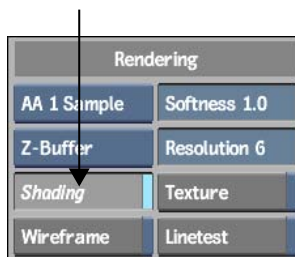 Rendering
AA 1 Sample Softness 1.0
Z-Buffer Resolution 6
Shading Texture
Wireframe Linetest